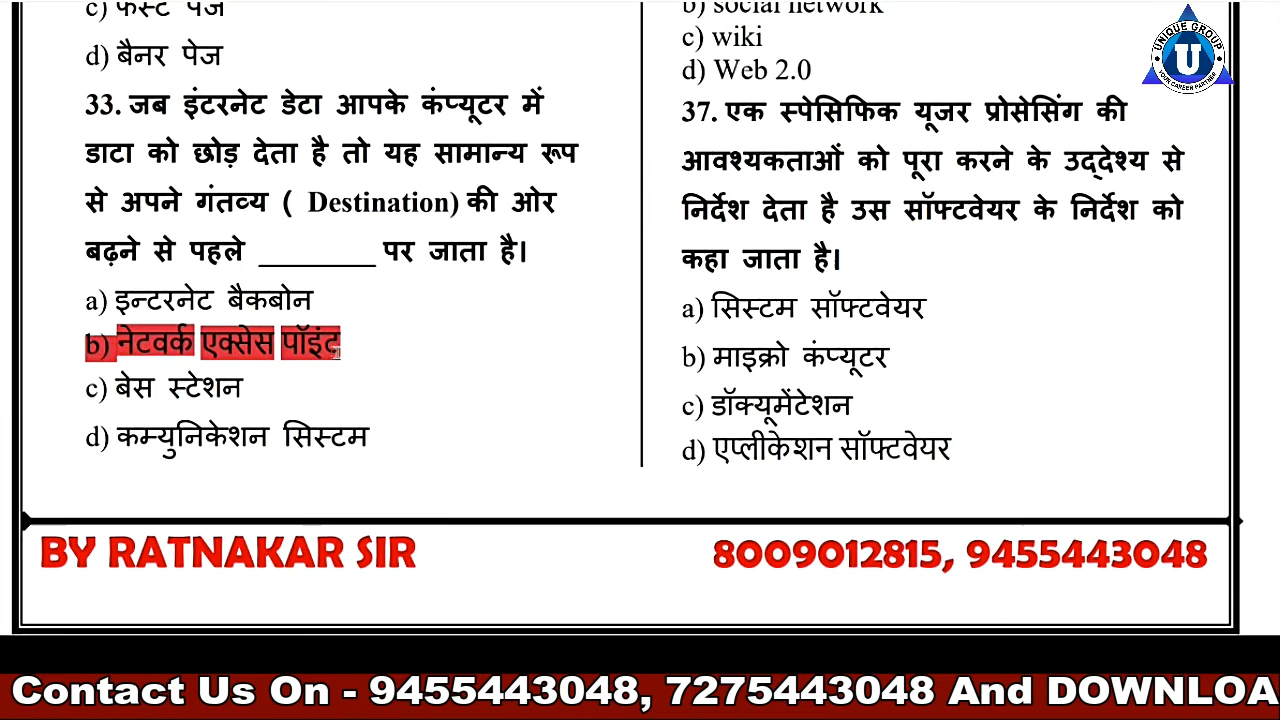 c) फर्स्ट पेज
d) बैनर पेज
33. जब इंटरनेट डेटा आपके कंप्यूटर में
डाटा को छोड़ देता है तो यह सामान्य रूप
से अपने गंतव्य ( Destination) की ओर
बढ़ने से पहले ________ पर जाता है।
a) इन्टरनेट बैकबोन
b) नेटवर्क एक्सेस पॉइंट
c) बेस स्टेशन
d) कम्युनिकेशन सिस्टम
b) social network
c) wiki
d) Web 2.0
37. एक स्पेसिफिक यूजर प्रोसेसिंग की
आवश्यकताओं को पूरा करने के उद्देश्य से
निर्देश देता है उस सॉफ्टवेयर के निर्देश को
कहा जाता है।
a) सिस्टम सॉफ्टवेयर
b) माइक्रो कंप्यूटर
c) डॉक्यूमेंटेशन
d) एप्लीकेशन सॉफ्टवेयर
UNIQUE GROUP
U
YOUR CAREER PARTNER
BY RATNAKAR SIR
8009012815, 9455443048
Contact Us On - 9455443048, 7275443048 And DOWNLOA